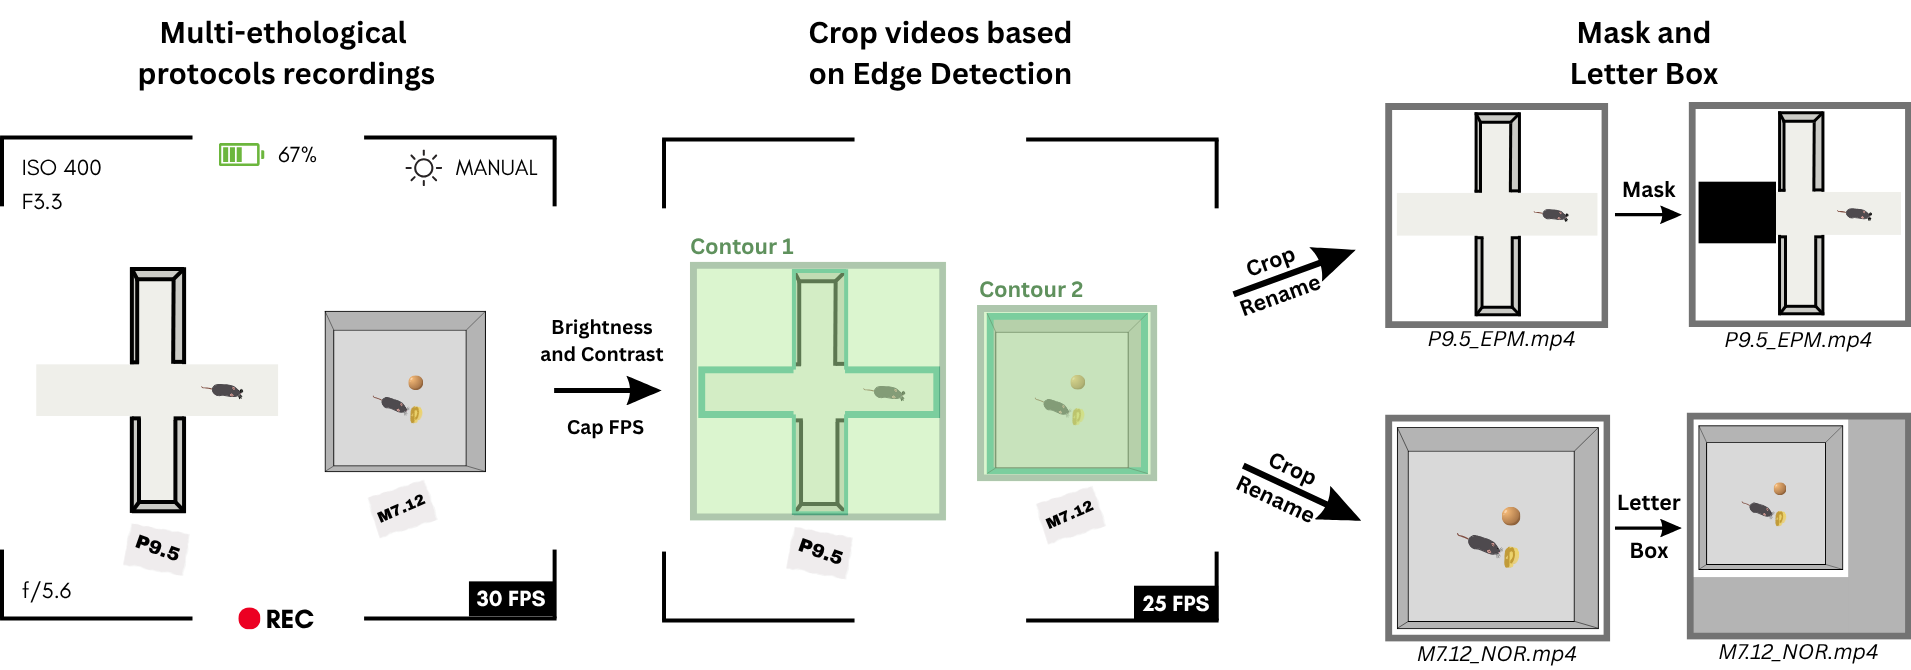 Multi-ethological
protocols recordings
ISO 400
F3.3
67%
MANUAL
P9.5
M7.12
f/5.6
REC
30 FPS
Brightness
and Contrast
Cap FPS
Crop videos based
on Edge Detection
Contour 1
Contour 2
P9.5
M7.12
25 FPS
Crop
Rename
Crop
Rename
Mask and
Letter Box
P9.5_EPM.mp4
Mask
P9.5_EPM.mp4
M7.12_NOR.mp4
Letter
Box
M7.12_NOR.mp4